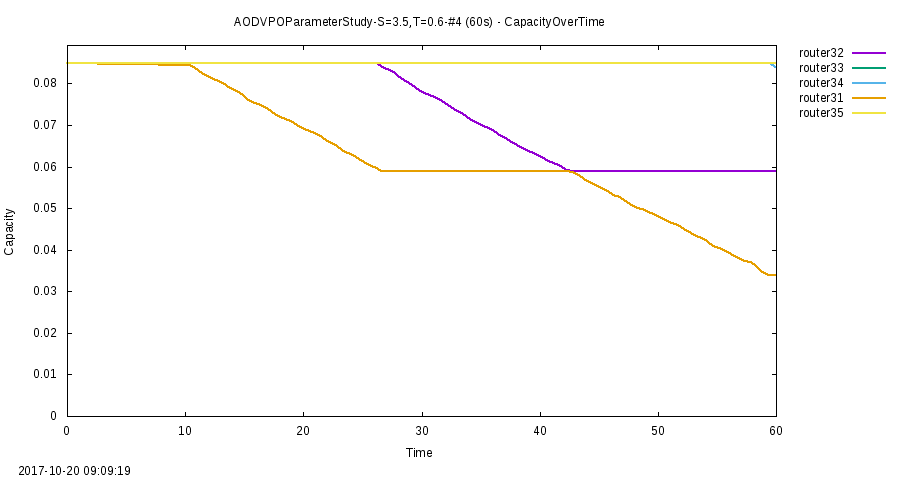 AODVPOParameterStudy-S=3.5,T=0.6-#4 (60s) - CapacityOverTime
router32
router33
router34
router31
router35
0.08
0.07
0.06
0.05
0.04
0.03
0.02
0.01
0
Capacity
0 10 20 30 40 50 60
Time
2017-10-20 09:09:19